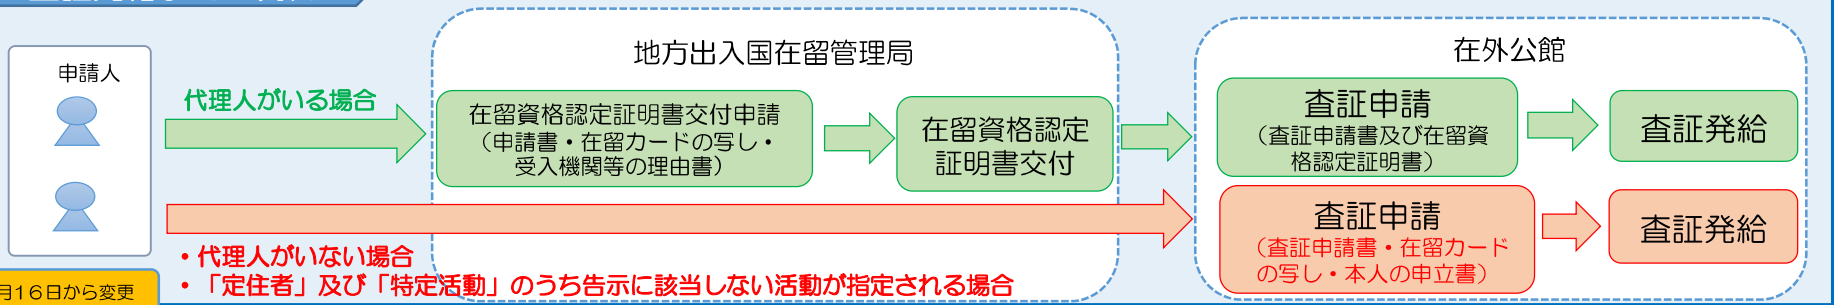 申請人
代理人がいる場合
地方出入国在留管理局
在留資格認定証明書交付申請
（申請書・在留カードの写し・
受入機関等の理由書）
在留資格認定
証明書交付
在外公館
査証申請
（査証申請書及び在留資
格認定証明書）
査証発給
査証申請
（査証申請書・在留カード
の写し・本人の申立書）
査証発給
・代理人がいない場合
・「定住者」及び「特定活動」のうち告示に該当しない活動が指定される場合
月１６日から変更